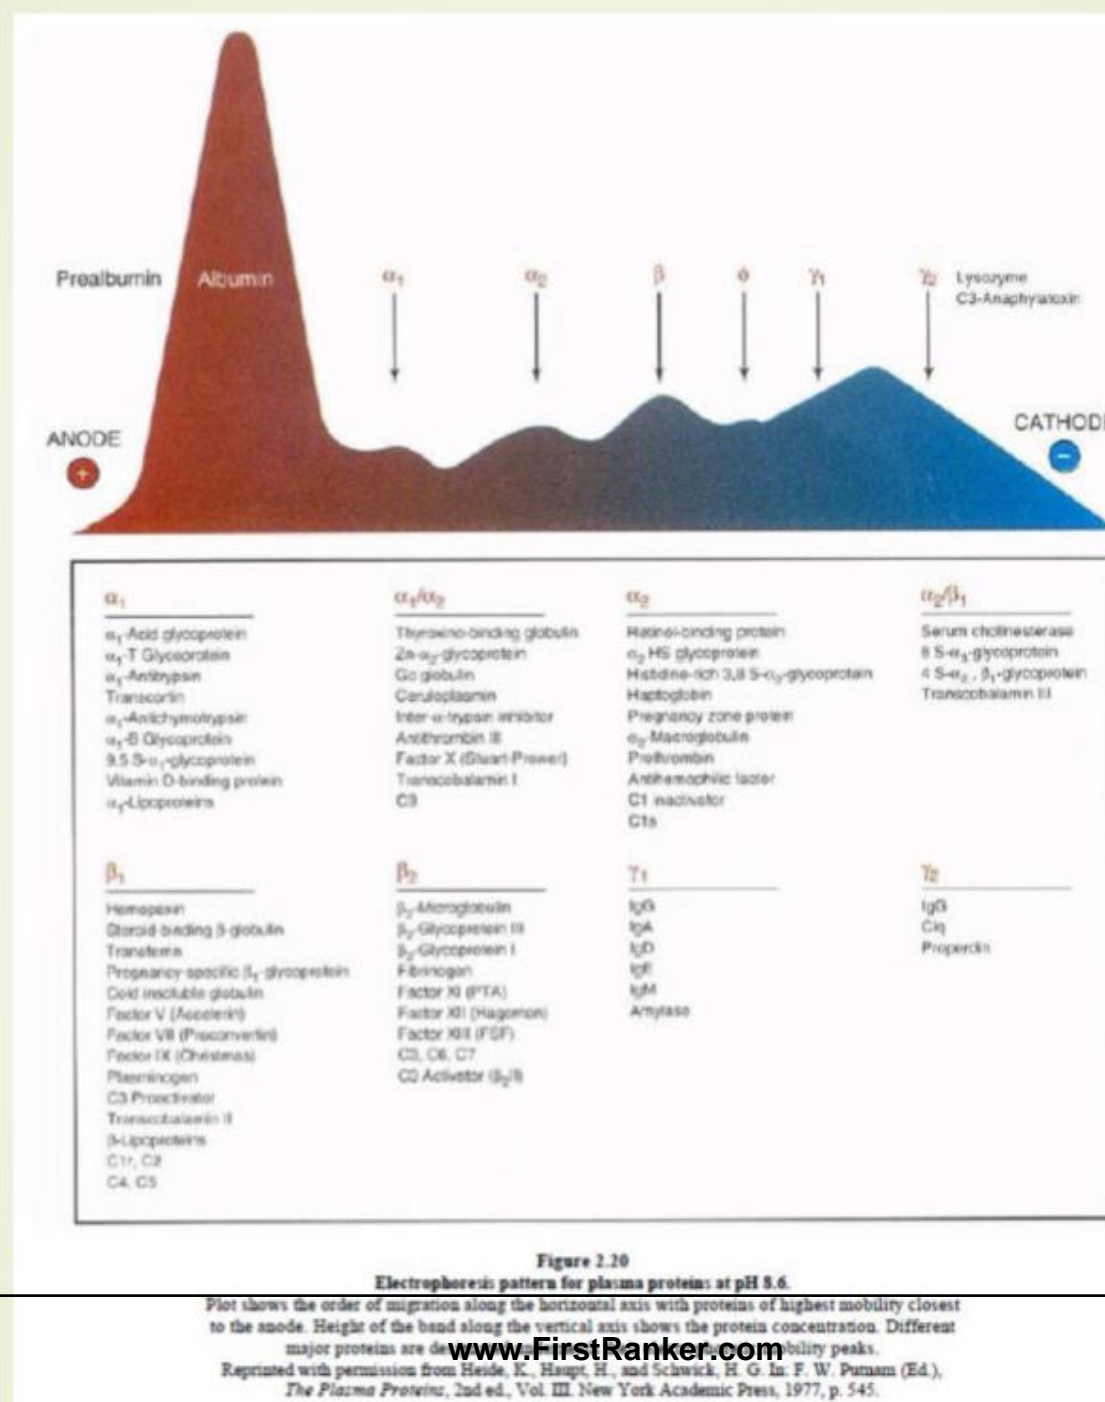 Prealbumin
Albumin
α1
α2
β
ϕ
γ1
γ2
Lysozyme
C3-Anaphylatoxin
ANODE
+
CATHOD
−
α1
α1-Acid glycoprotein
α1-T Glycoprotein
α1-Antitrypsin
Transcortin
α1-Antichymotrypsin
α1-B Glycoprotein
9.5 S-α1-glycoprotein
Vitamin D-binding protein
α1-Lipoproteins
α1/α2
Thyroxine-binding globulin
Zn-α2-glycoprotein
Gc globulin
Ceruloplasmin
Inter-α-trypsin inhibitor
Antithrombin III
Factor X (Stuart-Prower)
Transcobalamin I
C9
α2
Retinol-binding protein
α2 HS glycoprotein
Histidine-rich 3,8 S-α2-glycoprotein
Haptoglobin
Pregnancy zone protein
α2-Macroglobulin
Prothrombin
Antihemophilic factor
C1 inactivator
C1s
α2/β1
Serum cholinesterase
8 S-α3-glycoprotein
4 S-α2, β1-glycoprotein
Transcobalamin III
β1
Hemopexin
Steroid-binding β-globulin
Transferrin
Pregnancy-specific β1-glycoprotein
Cold insoluble globulin
Factor V (Accelerin)
Factor VII (Proconvertin)
Factor IX (Christmas)
Plasminogen
C3 Proactivator
Transcobalamin II
β-Lipoproteins
C1r, C2
C4, C5
β2
β2-Microglobulin
β2-Glycoprotein III
β2-Glycoprotein I
Fibrinogen
Factor XI (PTA)
Factor XII (Hageman)
Factor XIII (FSF)
C3, C6, C7
Activator
γ1
IgG
IgA
IgD
IgE
IgM
Amylase
γ2
IgG
Clq
Properdin
Figure 2.20
Electrophoresis pattern for plasma proteins at pH 8.6.
Plot shows the order of migration along the horizontal axis with proteins of highest mobility closest
to the anode. Height of the band along the vertical axis shows the protein concentration. Different
major proteins are mobility peaks.
www.FirstRanker.com
Reprinted with permission from Heide, K., Haupt, H., and Schwick, H. G. In: F. W. Putnam (Ed.),
The Plasma Proteins, 2nd ed., Vol. III. New York Academic Press, 1977, p. 545.